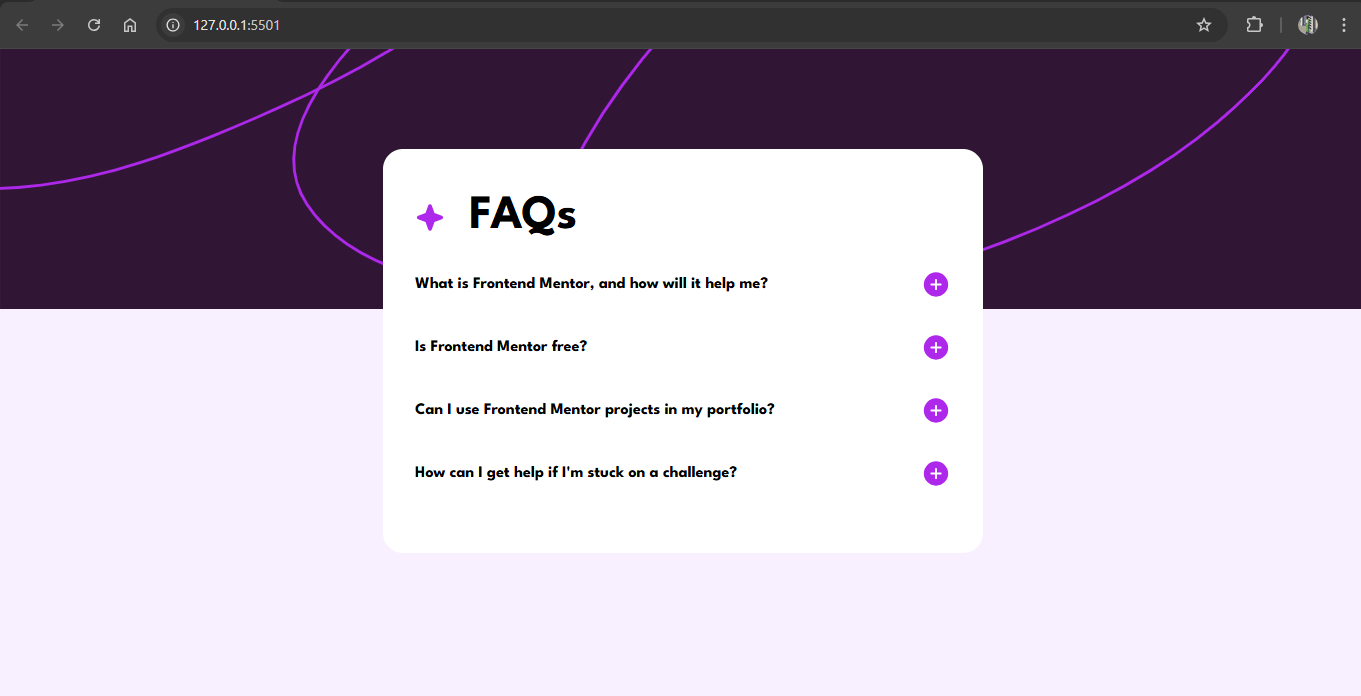 127.0.0.1:5501
FAQs
What is Frontend Mentor, and how will it help me?
Is Frontend Mentor free?
Can I use Frontend Mentor projects in my portfolio?
How can I get help if I'm stuck on a challenge?